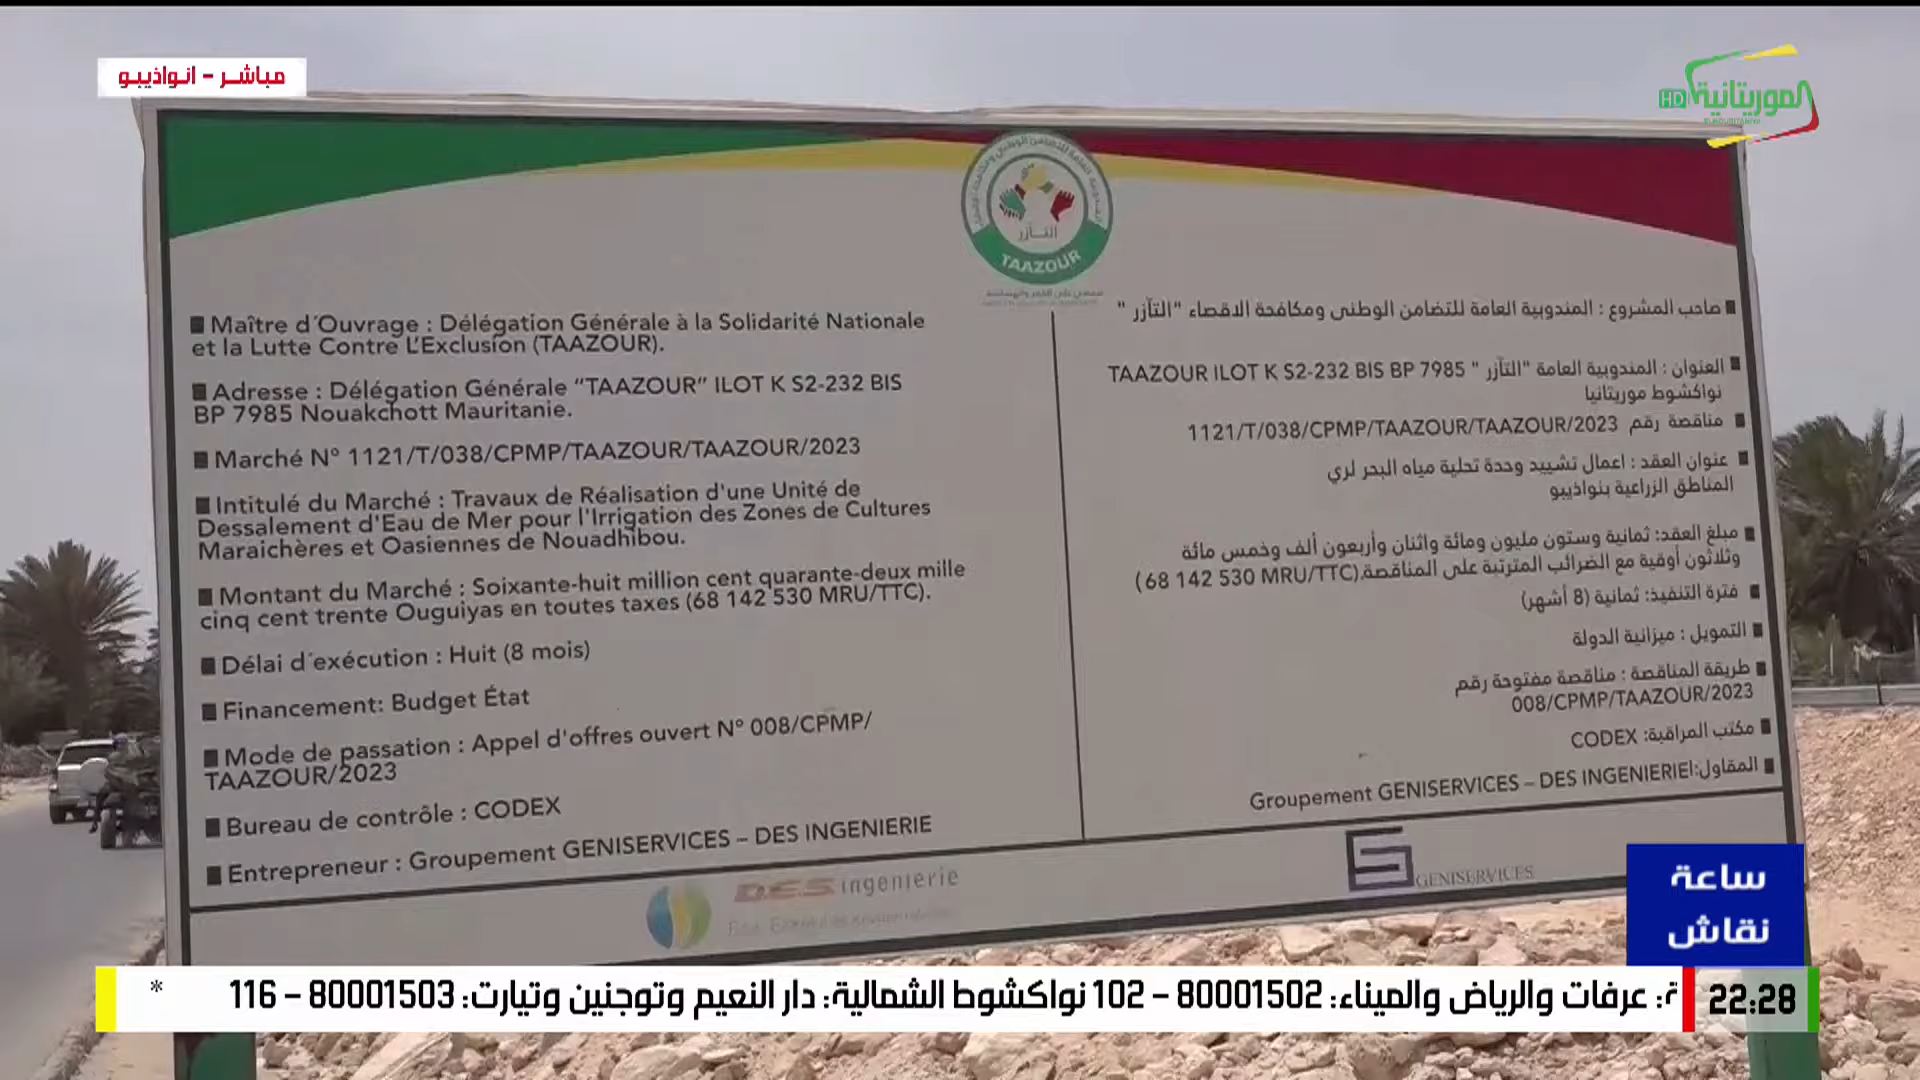 مباشر - انواذيبو
الموريتانية
HD
التآزر
TAAZOUR
■ Maître d'Ouvrage : Délégation Générale à la Solidarité Nationale
et la Lutte Contre L'Exclusion (TAAZOUR).
■ Adresse : Délégation Générale “TAAZOUR” ILOT K S2-232 BIS
BP 7985 Nouakchott Mauritanie.
■ Marché N° 1121/T/038/CPMP/TAAZOUR/TAAZOUR/2023
■ Intitulé du Marché : Travaux de Réalisation d'une Unité de
Dessalement d'Eau de Mer pour l'Irrigation des Zones de Cultures
Maraichères et Oasiennes de Nouadhibou.
■ Montant du Marché : Soixante-huit million cent quarante-deux mille
cinq cent trente Ouguiyas en toutes taxes (68 142 530 MRU/TTC).
■ Délai d'exécution : Huit (8 mois)
■ Financement: Budget État
■ Mode de passation : Appel d'offres ouvert N° 008/CPMP/
TAAZOUR/2023
■ Bureau de contrôle : CODEX
■ Entrepreneur : Groupement GENISERVICES – DES INGENIERIE
■ صاحب المشروع : المندوبية العامة للتضامن الوطني ومكافحة الاقصاء "التآزر "
■ العنوان : المندوبية العامة "التآزر " TAAZOUR ILOT K S2-232 BIS BP 7985
نواكشوط موريتانيا
■ مناقصة رقم 1121/T/038/CPMP/TAAZOUR/TAAZOUR/2023
■ عنوان العقد : اعمال تشييد وحدة تحلية مياه البحر لري
المناطق الزراعية بنواذيبو
■ مبلغ العقد: ثمانية وستون مليون ومائة واثنان وأربعون ألف وخمس مائة
وثلاثون أوقية مع الضرائب المترتبة على المناقصة.(68 142 530 MRU/TTC)
■ فترة التنفيذ: ثمانية (8 أشهر)
■ التمويل : ميزانية الدولة
■ طريقة المناقصة : مناقصة مفتوحة رقم
008/CPMP/TAAZOUR/2023
■ مكتب المراقبة: CODEX
■ المقاول: Groupement GENISERVICES – DES INGENIERIE
D.E.S ingenierie
GENISERVICES
ساعة
نقاش
ة: عرفات والرياض والميناء: 80001502 – 102 نواكشوط الشمالية: دار النعيم وتوجنين وتيارت: 80001503 – 116 *
22:28